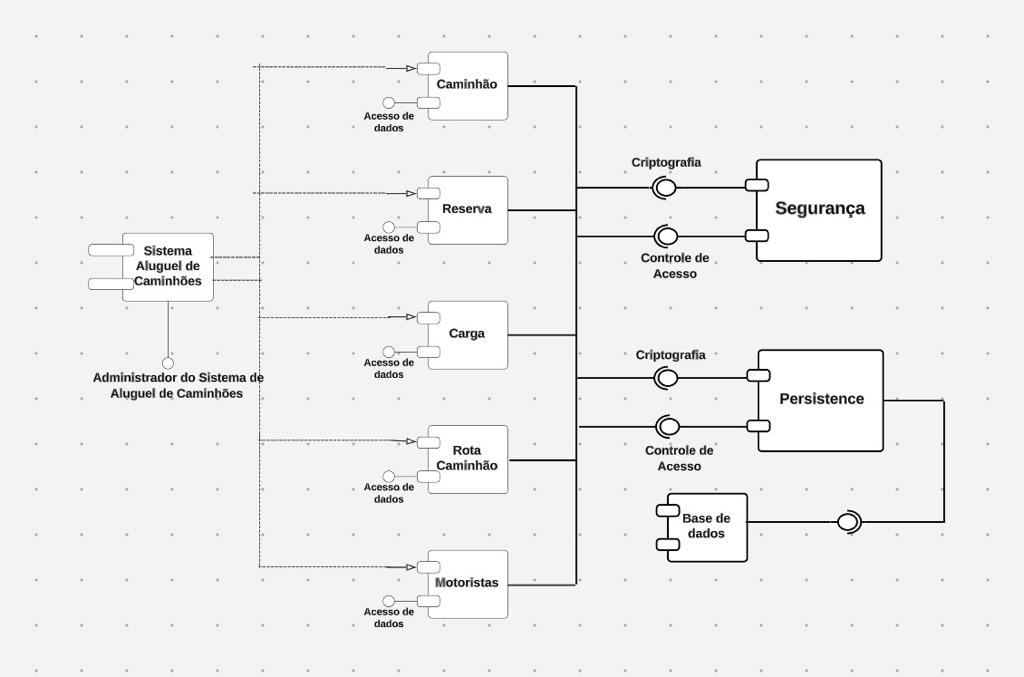 Caminhão
Acesso de
dados
Criptografia
Segurança
Reserva
Acesso de
dados
Controle de
Acesso
Sistema
Aluguel de
Caminhões
Administrador do Sistema de
Aluguel de Caminhões
Carga
Acesso de
dados
Criptografia
Persistence
Controle de
Acesso
Rota
Caminhão
Acesso de
dados
Base de
dados
Motoristas
Acesso de
dados